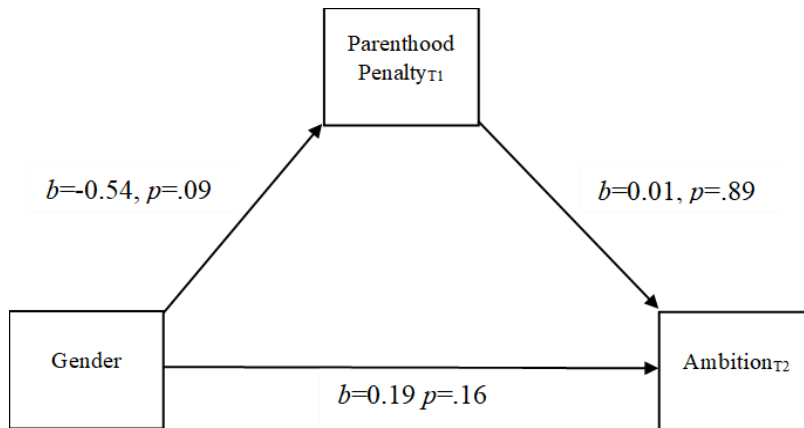 Parenthood
PenaltyT1
b=-0.54, p=.09
b=0.01, p=.89
Gender
AmbitionT2
b=0.19 p=.16